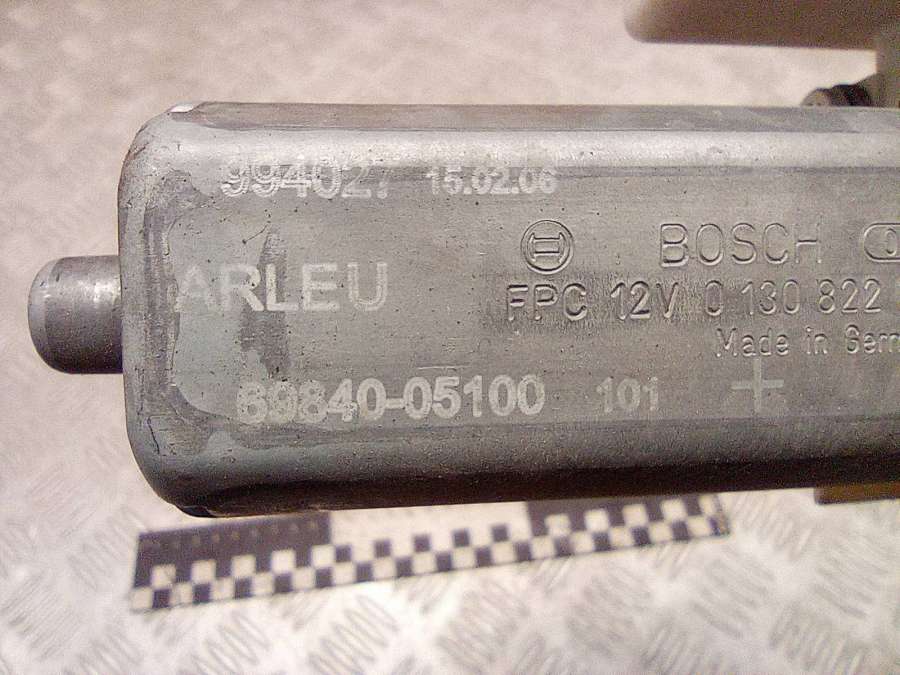 994027 15.02.06
BOSCH
ARLEU
FPC 12V 0 130 822
Made in Germ
69840-05100 101 +